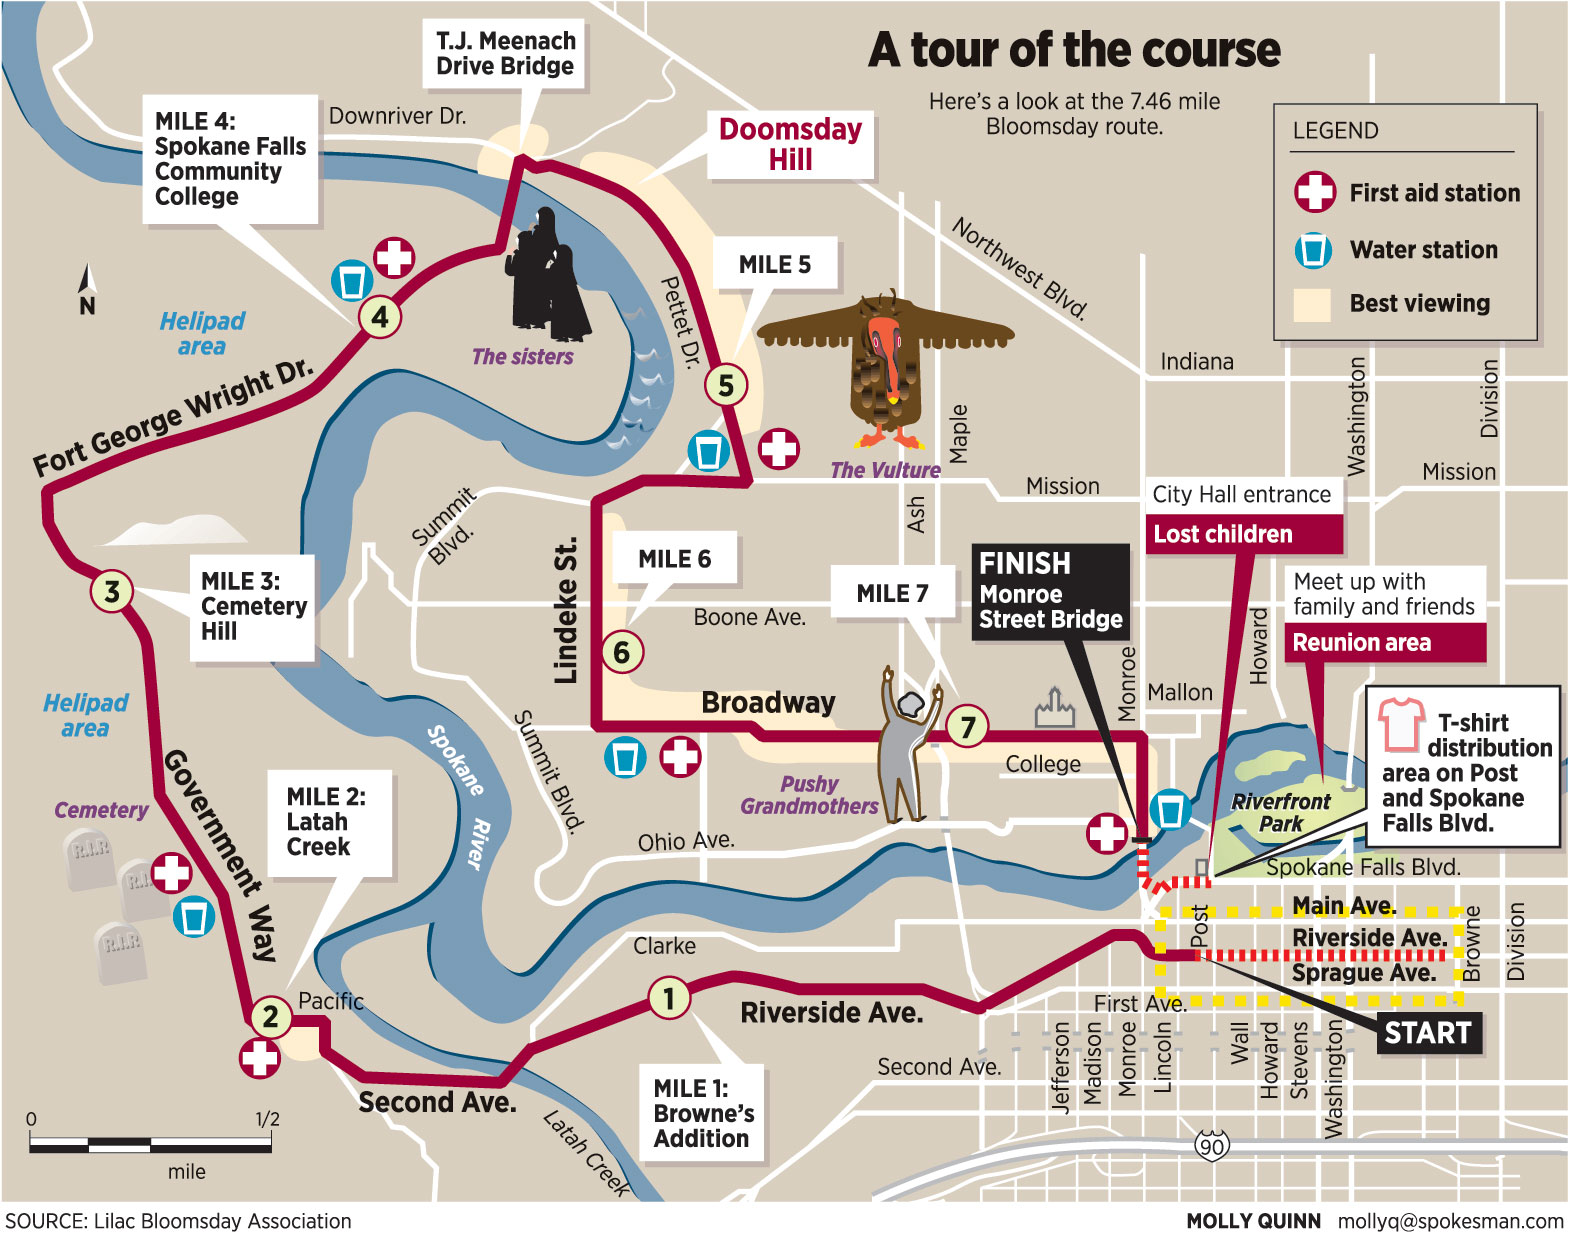 A tour of the course
Here's a look at the 7.46 mile
Bloomsday route.
LEGEND
First aid station
Water station
Best viewing
T.J. Meenach
Drive Bridge
Downriver Dr.
MILE 4:
Spokane Falls
Community
College
Doomsday
Hill
Northwest Blvd.
MILE 5
Pettet Dr.
N
Helipad
area
4
The sisters
5
Indiana
Washington
Division
Maple
Fort George Wright Dr.
The Vulture
Mission
Mission
Ash
Summit
Blvd.
City Hall entrance
Lost children
Lindeke St.
MILE 6
FINISH
Monroe
Street Bridge
MILE 7
Meet up with
family and friends
Reunion area
3
MILE 3:
Cemetery
Hill
Boone Ave.
Howard
6
Monroe
Mallon
Helipad
area
Broadway
7
T-shirt
distribution
area on Post
and Spokane
Falls Blvd.
Spokane
River
Summit Blvd.
College
Pushy
Grandmothers
Riverfront
Park
Government Way
Cemetery
MILE 2:
Latah
Creek
R.I.P.
R.I.
R.I.P.
Ohio Ave.
Spokane Falls Blvd.
Main Ave.
Post
Riverside Ave.
Sprague Ave.
Browne
Division
Clarke
1
Riverside Ave.
First Ave.
START
2
Pacific
Second Ave.
Second Ave.
Jefferson
Madison
Monroe
Lincoln
Wall
Howard
Stevens
Washington
MILE 1:
Browne's
Addition
Latah Creek
90
0
1/2
mile
SOURCE: Lilac Bloomsday Association
MOLLY QUINN mollyq@spokesman.com